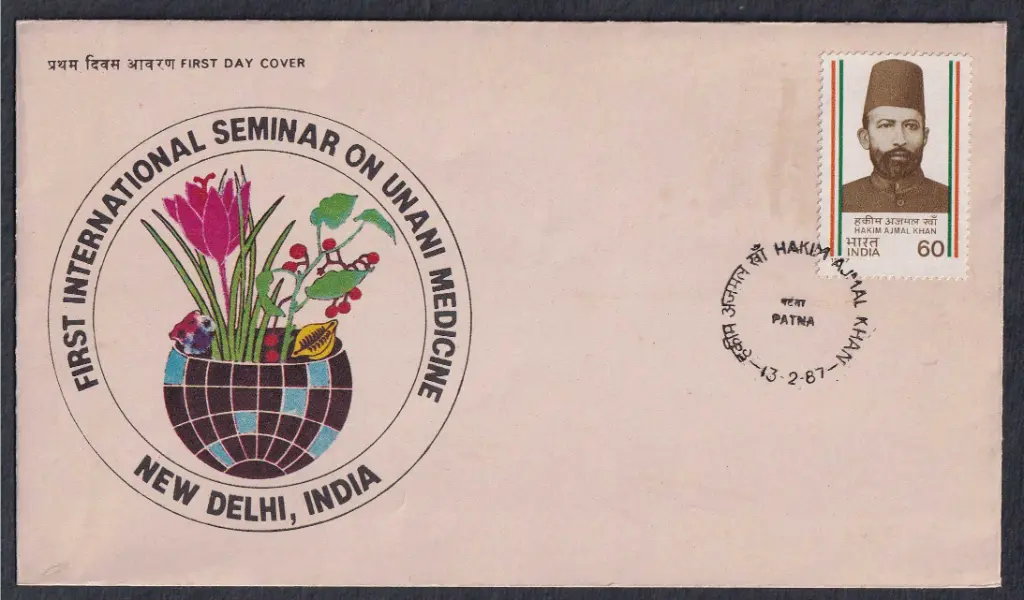 प्रथम दिवस आवरण FIRST DAY COVER
FIRST INTERNATIONAL SEMINAR ON UNANI MEDICINE
NEW DELHI, INDIA
हकीम अजमल खाँ
HAKIM AJMAL KHAN
भारत
INDIA 60
हकीम अजमल खाँ HAKIM AJMAL KHAN
पटना
PATNA
13-2-87